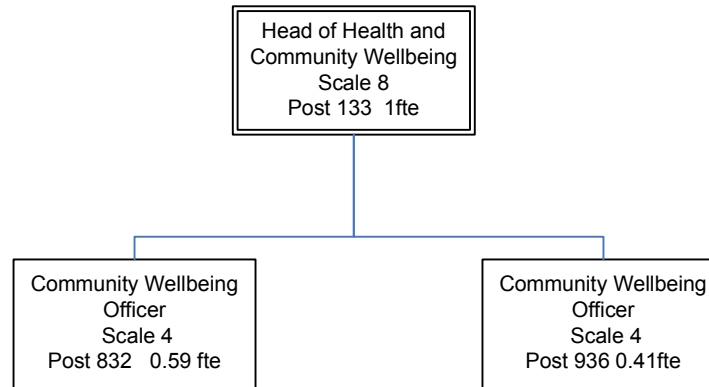 Head of Health and
Community Wellbeing
Scale 8
Post 133  1fte
Community Wellbeing
Officer
Scale 4
Post 832   0.59 fte
Community Wellbeing
Officer
Scale 4
Post 936 0.41fte